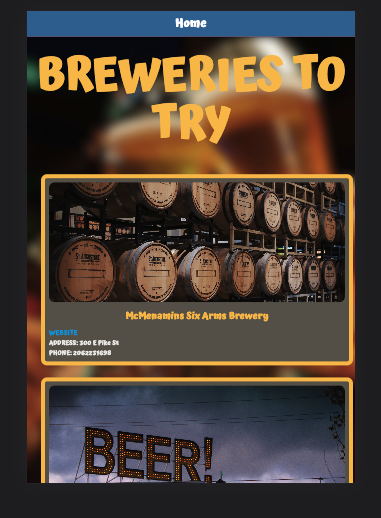 Home
BREWERIES TO
TRY
McMenamins Six Arms Brewery
WEBSITE
ADDRESS: 300 E Pike St
PHONE: 2062231698
BEER!